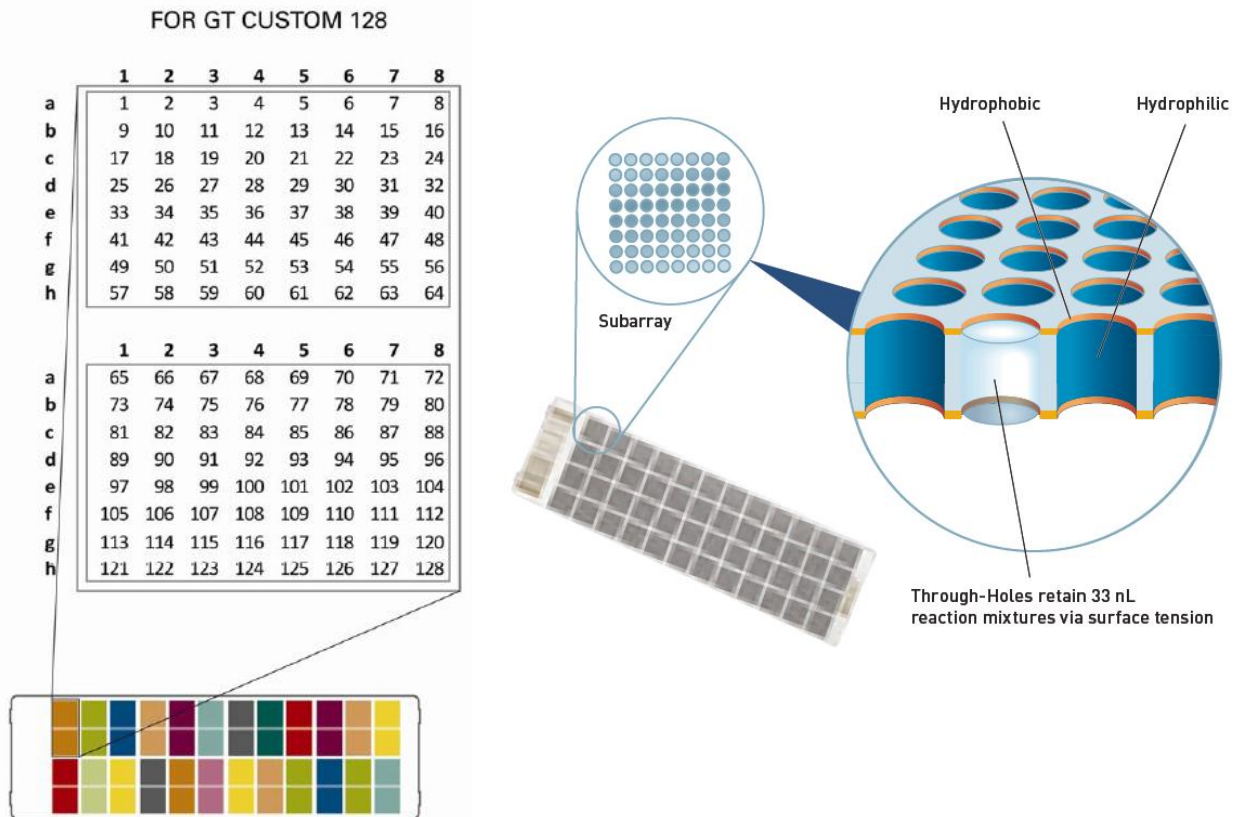 FOR GT CUSTOM 128
1 2 3 4 5 6 7 8
a 1 2 3 4 5 6 7 8
b 9 10 11 12 13 14 15 16
c 17 18 19 20 21 22 23 24
d 25 26 27 28 29 30 31 32
e 33 34 35 36 37 38 39 40
f 41 42 43 44 45 46 47 48
g 49 50 51 52 53 54 55 56
h 57 58 59 60 61 62 63 64
1 2 3 4 5 6 7 8
a 65 66 67 68 69 70 71 72
b 73 74 75 76 77 78 79 80
c 81 82 83 84 85 86 87 88
d 89 90 91 92 93 94 95 96
e 97 98 99 100 101 102 103 104
f 105 106 107 108 109 110 111 112
g 113 114 115 116 117 118 119 120
h 121 122 123 124 125 126 127 128
Hydrophobic
Hydrophilic
Subarray
Through-Holes retain 33 nL
reaction mixtures via surface tension